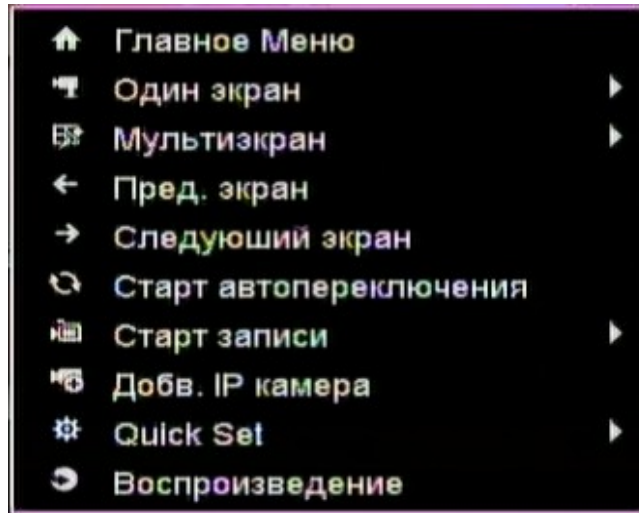 Главное Меню
Один экран
Мультиэкран
Пред. экран
Следуюший экран
Старт автопереключения
Старт записи
Добв. IP камера
Quick Set
Воспроизведение